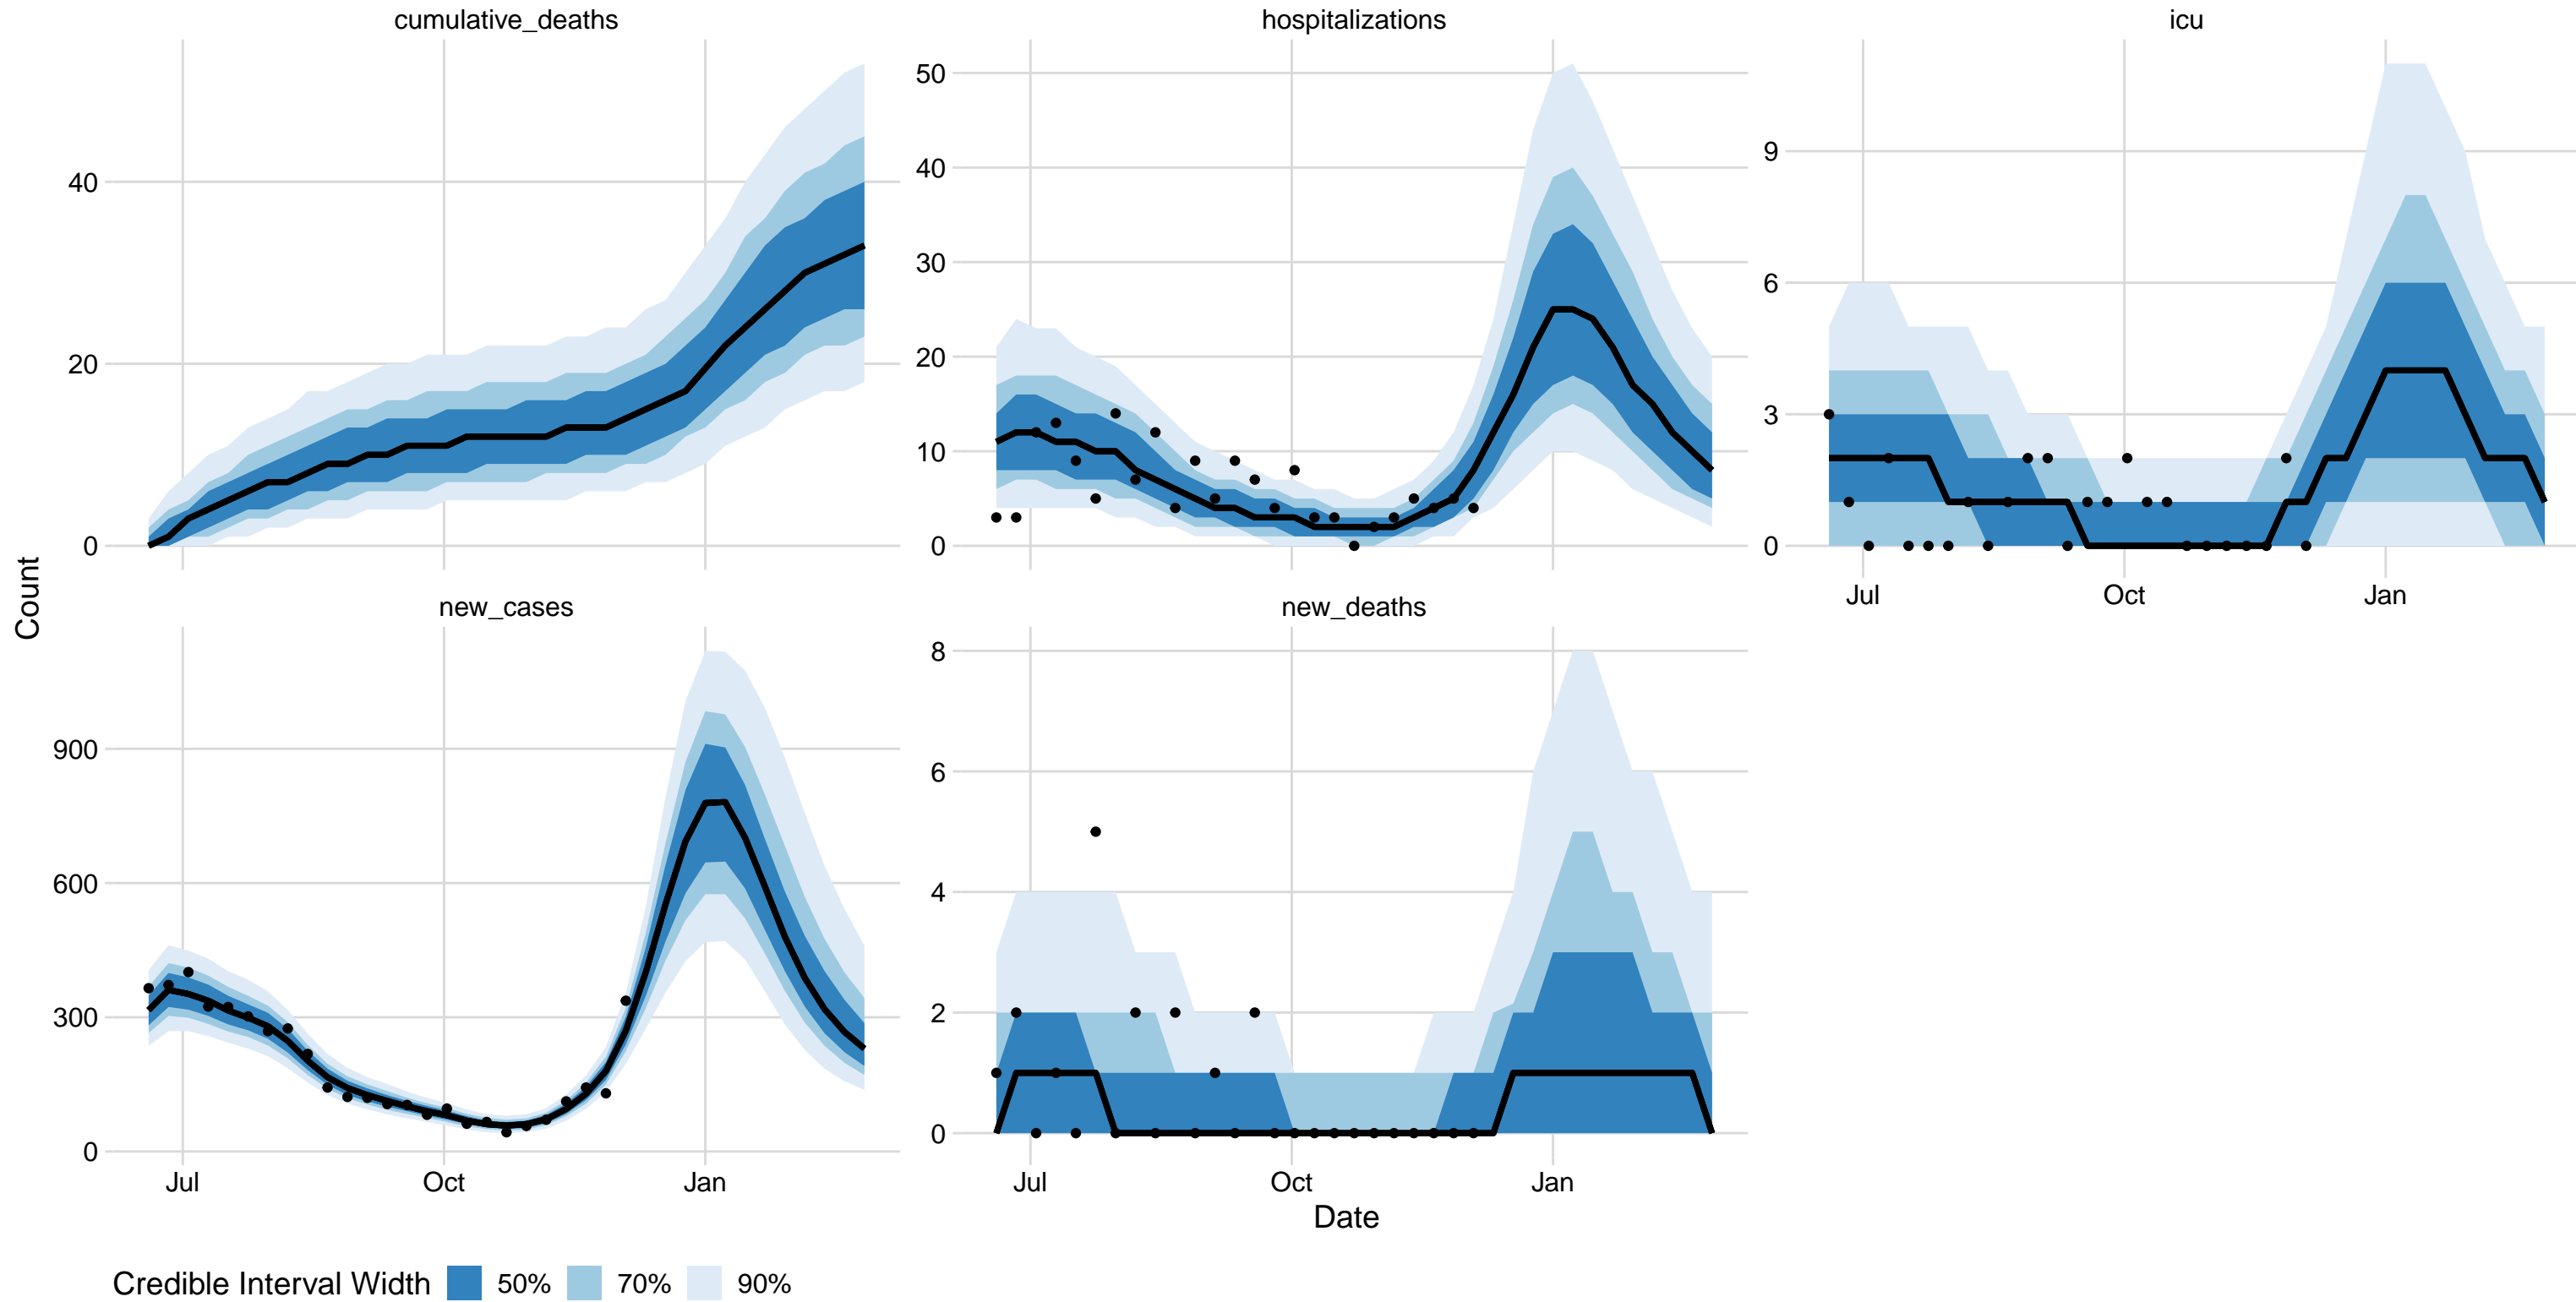 cumulative_deaths
hospitalizations
icu
40
20
0
50
40
30
20
10
0
9
6
3
0
Jul Oct Jan
Count
new_cases
new_deaths
900
600
300
0
8
6
4
2
0
Jul Oct Jan
Jul Oct Jan
Date
Credible Interval Width 50% 70% 90%